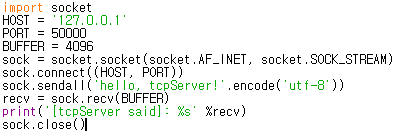 import socket
HOST = '127.0.0.1'
PORT = 50000
BUFFER = 4096
sock = socket.socket(socket.AF_INET, socket.SOCK_STREAM)
sock.connect((HOST, PORT))
sock.sendall('hello, tcpServer!'.encode('utf-8'))
recv = sock.recv(BUFFER)
print('[tcpServer said]: %s' %recv)
sock.close()